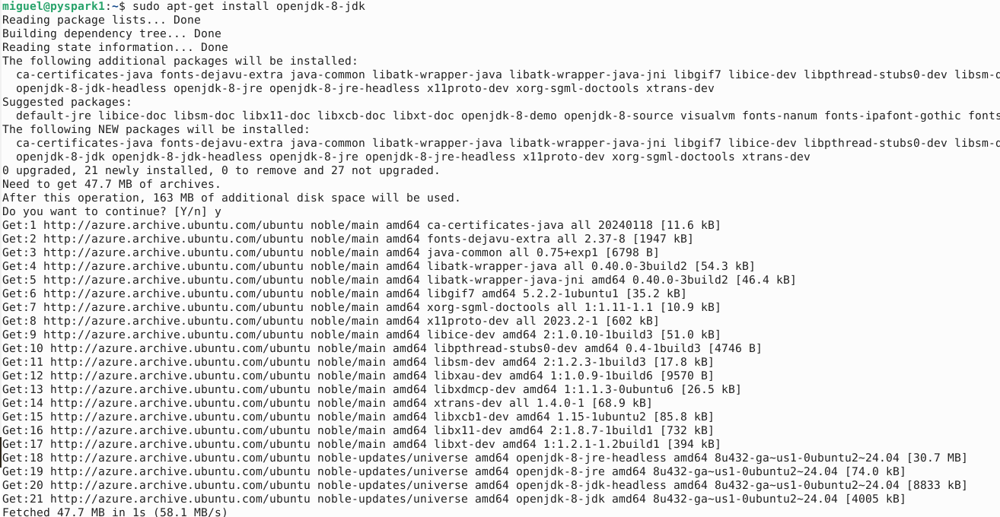 miguel@pyspark1:~$ sudo apt-get install openjdk-8-jdk
Reading package lists... Done
Building dependency tree... Done
Reading state information... Done
The following additional packages will be installed:
  ca-certificates-java fonts-dejavu-extra java-common libatk-wrapper-java libatk-wrapper-java-jni libgif7 libice-dev libpthread-stubs0-dev libsm-d
  openjdk-8-jdk-headless openjdk-8-jre openjdk-8-jre-headless x11proto-dev xorg-sgml-doctools xtrans-dev
Suggested packages:
  default-jre libice-doc libsm-doc libx11-doc libxcb-doc libxt-doc openjdk-8-demo openjdk-8-source visualvm fonts-nanum fonts-ipafont-gothic fonts
The following NEW packages will be installed:
  ca-certificates-java fonts-dejavu-extra java-common libatk-wrapper-java libatk-wrapper-java-jni libgif7 libice-dev libpthread-stubs0-dev libsm-d
  openjdk-8-jdk openjdk-8-jdk-headless openjdk-8-jre openjdk-8-jre-headless x11proto-dev xorg-sgml-doctools xtrans-dev
0 upgraded, 21 newly installed, 0 to remove and 27 not upgraded.
Need to get 47.7 MB of archives.
After this operation, 163 MB of additional disk space will be used.
Do you want to continue? [Y/n] y
Get:1 http://azure.archive.ubuntu.com/ubuntu noble/main amd64 ca-certificates-java all 20240118 [11.6 kB]
Get:2 http://azure.archive.ubuntu.com/ubuntu noble/main amd64 fonts-dejavu-extra all 2.37-8 [1947 kB]
Get:3 http://azure.archive.ubuntu.com/ubuntu noble/main amd64 java-common all 0.75+exp1 [6798 B]
Get:4 http://azure.archive.ubuntu.com/ubuntu noble/main amd64 libatk-wrapper-java all 0.40.0-3build2 [54.3 kB]
Get:5 http://azure.archive.ubuntu.com/ubuntu noble/main amd64 libatk-wrapper-java-jni amd64 0.40.0-3build2 [46.4 kB]
Get:6 http://azure.archive.ubuntu.com/ubuntu noble/main amd64 libgif7 amd64 5.2.2-1ubuntu1 [35.2 kB]
Get:7 http://azure.archive.ubuntu.com/ubuntu noble/main amd64 xorg-sgml-doctools all 1:1.11-1.1 [10.9 kB]
Get:8 http://azure.archive.ubuntu.com/ubuntu noble/main amd64 x11proto-dev all 2023.2-1 [602 kB]
Get:9 http://azure.archive.ubuntu.com/ubuntu noble/main amd64 libice-dev amd64 2:1.0.10-1build3 [51.0 kB]
Get:10 http://azure.archive.ubuntu.com/ubuntu noble/main amd64 libpthread-stubs0-dev amd64 0.4-1build3 [4746 B]
Get:11 http://azure.archive.ubuntu.com/ubuntu noble/main amd64 libsm-dev amd64 2:1.2.3-1build3 [17.8 kB]
Get:12 http://azure.archive.ubuntu.com/ubuntu noble/main amd64 libxau-dev amd64 1:1.0.9-1build6 [9570 B]
Get:13 http://azure.archive.ubuntu.com/ubuntu noble/main amd64 libxdmcp-dev amd64 1:1.1.3-0ubuntu6 [26.5 kB]
Get:14 http://azure.archive.ubuntu.com/ubuntu noble/main amd64 xtrans-dev all 1.4.0-1 [68.9 kB]
Get:15 http://azure.archive.ubuntu.com/ubuntu noble/main amd64 libxcb1-dev amd64 1.15-1ubuntu2 [85.8 kB]
Get:16 http://azure.archive.ubuntu.com/ubuntu noble/main amd64 libx11-dev amd64 2:1.8.7-1build1 [732 kB]
Get:17 http://azure.archive.ubuntu.com/ubuntu noble/main amd64 libxt-dev amd64 1:1.2.1-1.2build1 [394 kB]
Get:18 http://azure.archive.ubuntu.com/ubuntu noble-updates/universe amd64 openjdk-8-jre-headless amd64 8u432-ga~us1-0ubuntu2~24.04 [30.7 MB]
Get:19 http://azure.archive.ubuntu.com/ubuntu noble-updates/universe amd64 openjdk-8-jre amd64 8u432-ga~us1-0ubuntu2~24.04 [74.0 kB]
Get:20 http://azure.archive.ubuntu.com/ubuntu noble-updates/universe amd64 openjdk-8-jdk-headless amd64 8u432-ga~us1-0ubuntu2~24.04 [8833 kB]
Get:21 http://azure.archive.ubuntu.com/ubuntu noble-updates/universe amd64 openjdk-8-jdk amd64 8u432-ga~us1-0ubuntu2~24.04 [4005 kB]
Fetched 47.7 MB in 1s (58.1 MB/s)